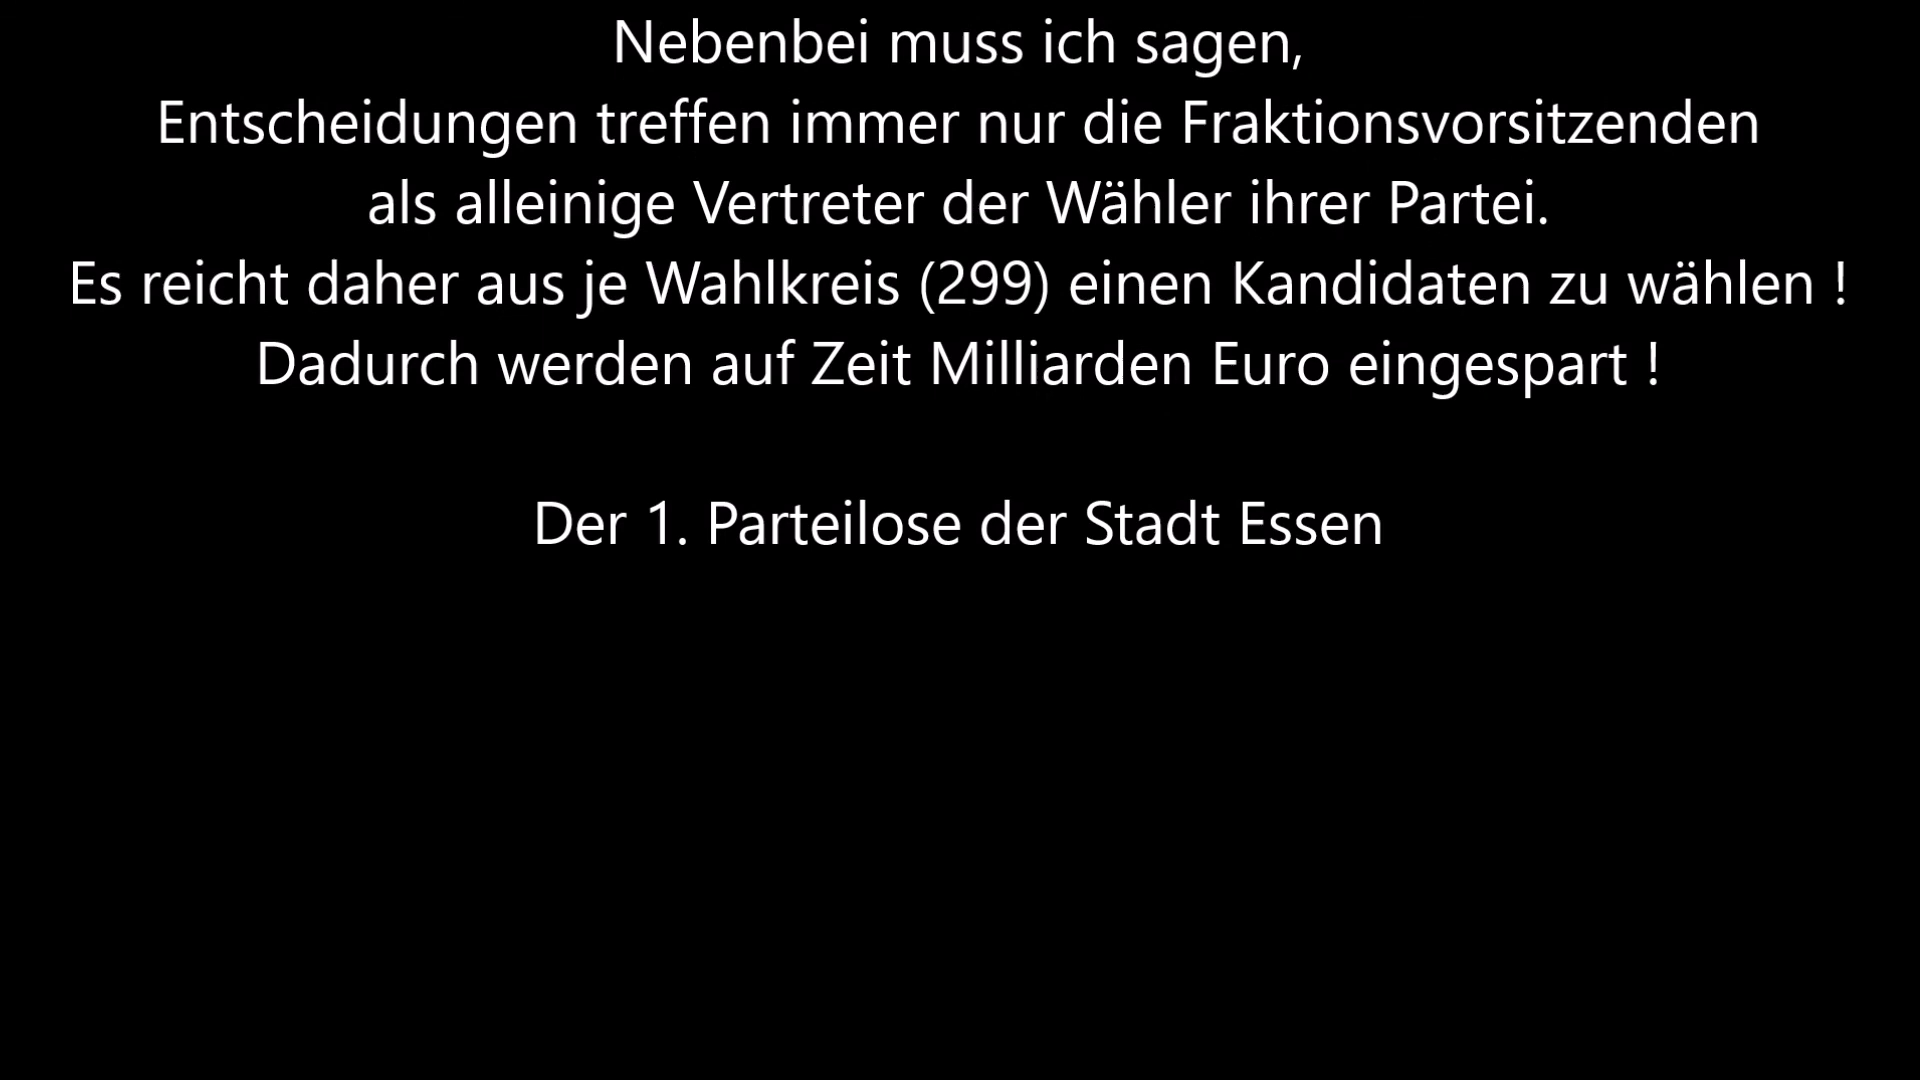 Nebenbei muss ich sagen,
Entscheidungen treffen immer nur die Fraktionsvorsitzenden
als alleinige Vertreter der Wähler ihrer Partei.
Es reicht daher aus je Wahlkreis (299) einen Kandidaten zu wählen !
Dadurch werden auf Zeit Milliarden Euro eingespart !
Der 1. Parteilose der Stadt Essen